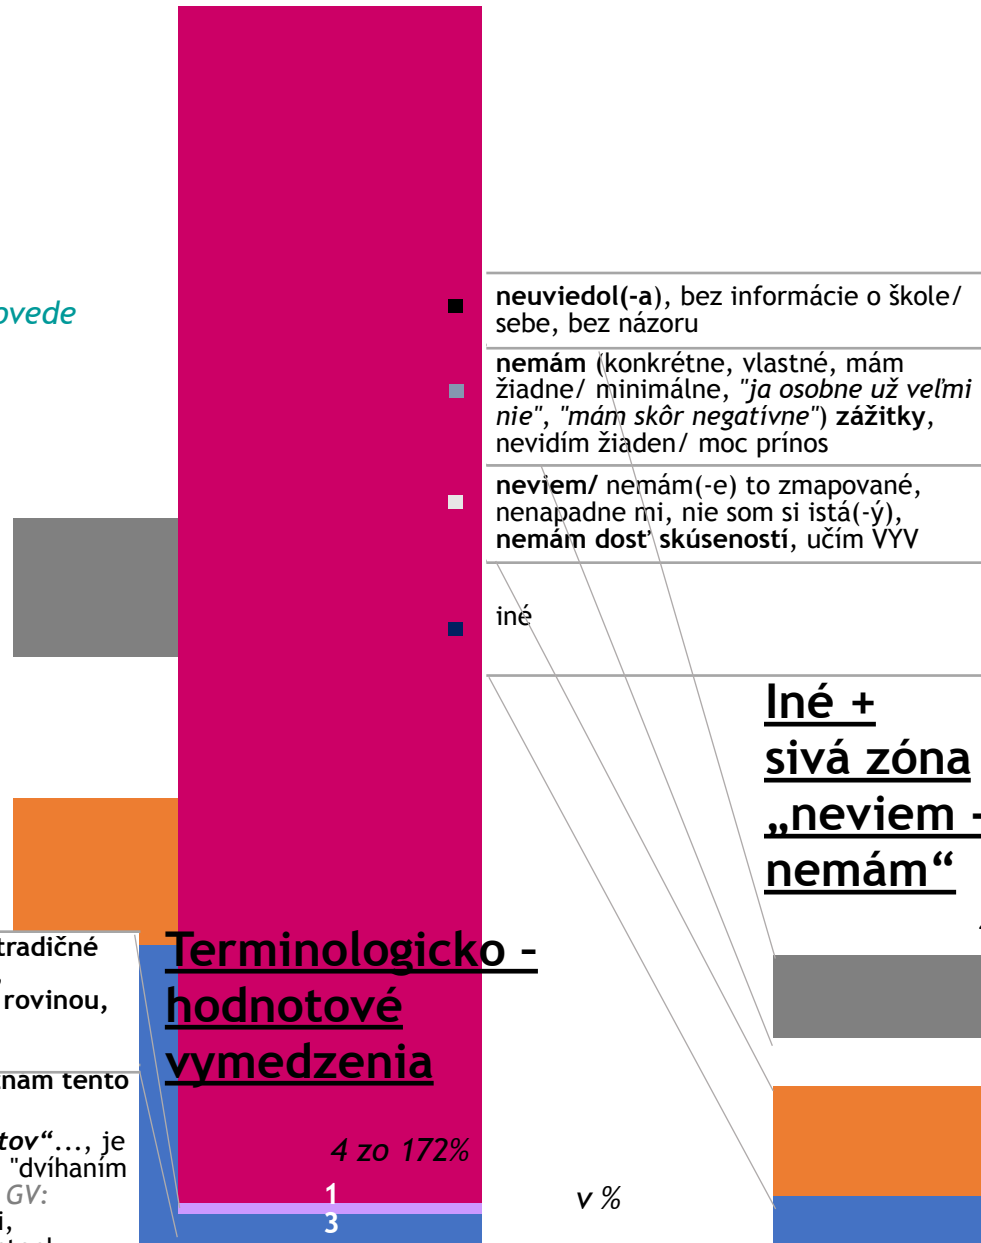 ovede
neuviedol(-a), bez informácie o škole/
sebe, bez názoru
nemám (konkrétne, vlastné, mám
žiadne/ minimálne, "ja osobne už veľmi
nie", "mám skôr negatívne") zážitky,
nevidím žiaden/ moc prínos
neviem/ nemám(-e) to zmapované,
nenapadne mi, nie som si istá(-ý),
nemám dosť skúseností, učím VÝV
iné
Iné +
sivá zóna
„neviem -
nemám“
tradičné
rovinou,
znam tento
tov“..., je
"dvíhaním
GV:
i,
Terminologicko -
hodnotové
vymedzenia
4 zo 172%
1
3
v %